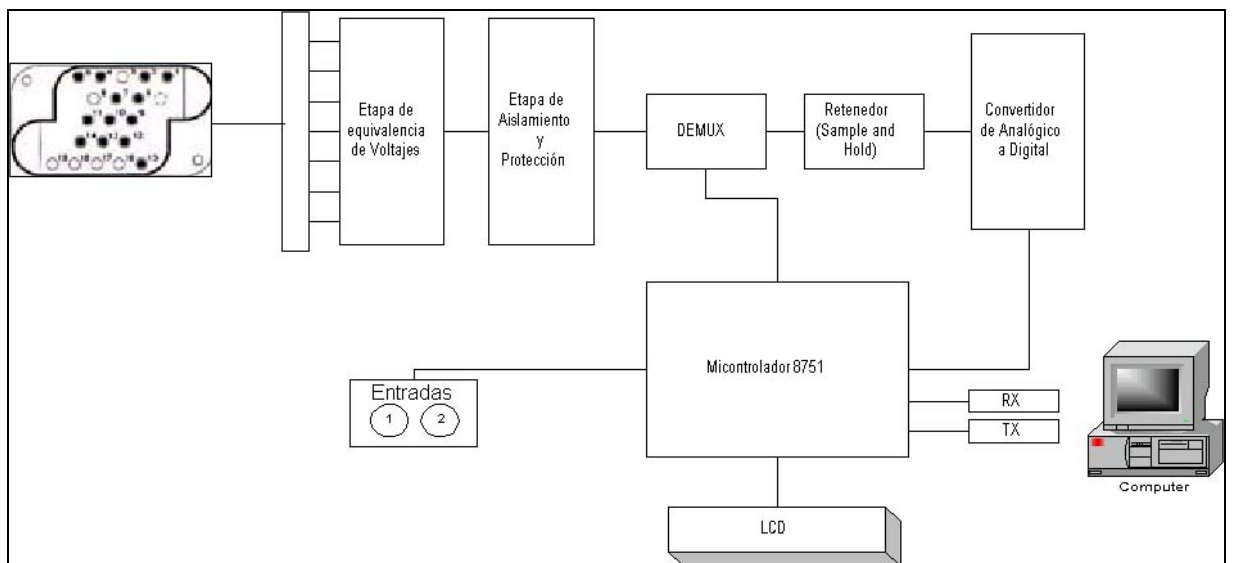 Etapa de
equivalencia
de Voltajes
Etapa de
Aislamiento
y
Protección
DEMUX
Retenedor
(Sample and
Hold)
Convertidor
de Analógico
a Digital
Micontrolador 8751
Entradas
1 2
RX
TX
LCD
Computer